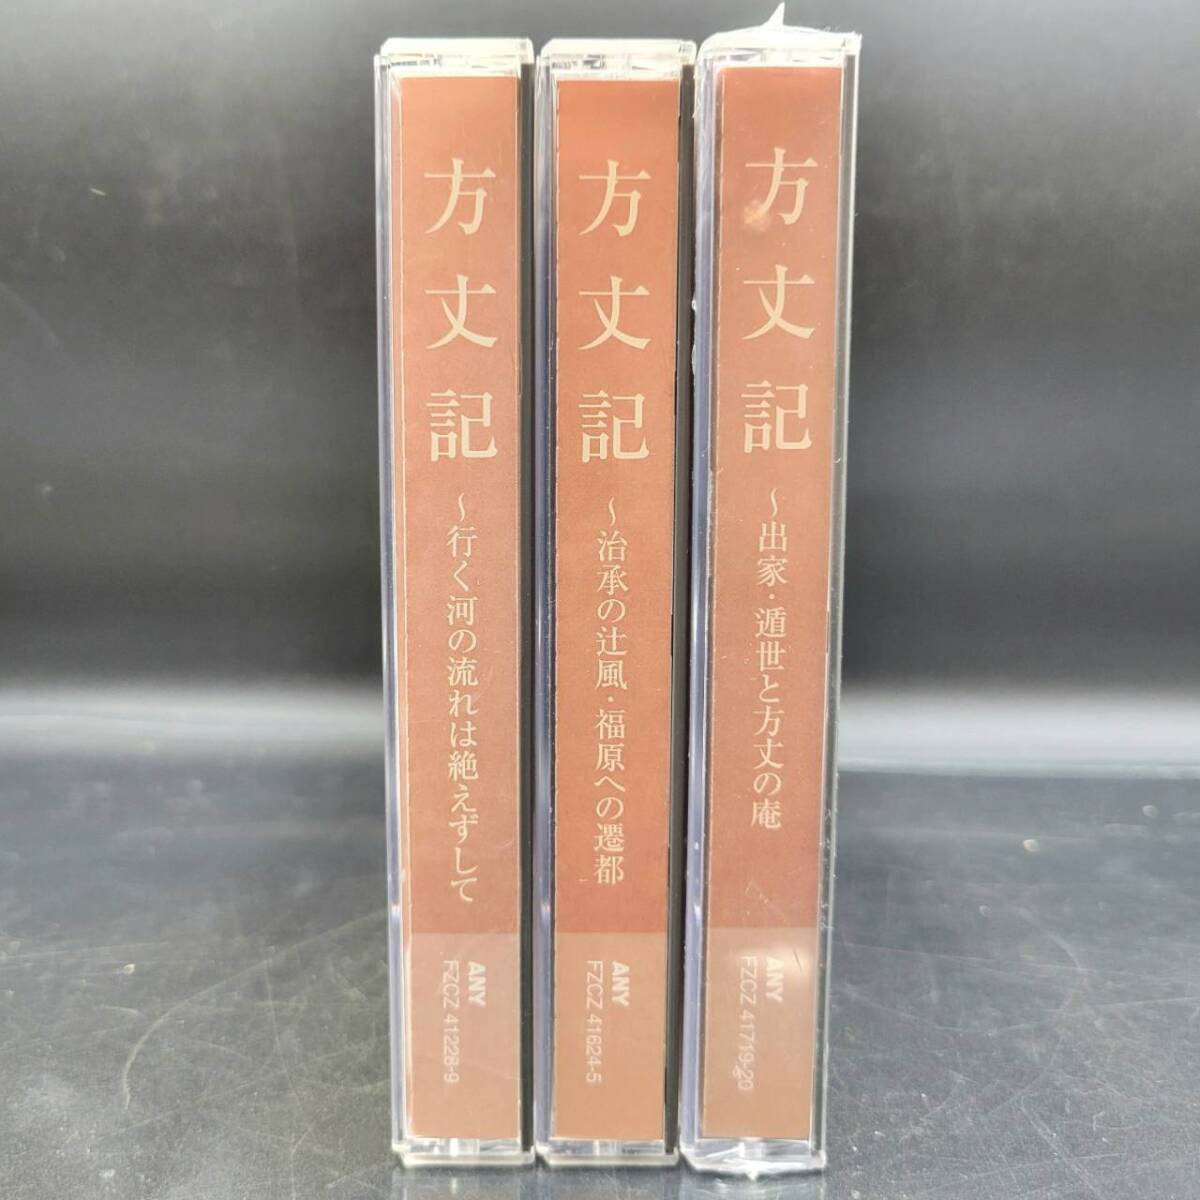 方丈記
～行く河の流れは絶えずして
ANY
FZCZ 41228-9
方丈記
～治承の辻風・福原への遷都
ANY
FZCZ 41624-5
方丈記
～出家・遁世と方丈の庵
ANY
FZCZ 41719-20